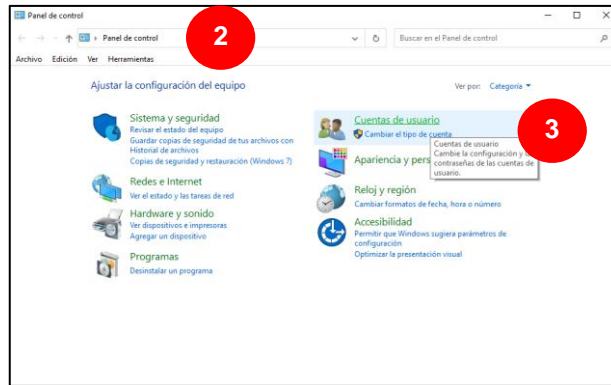 Panel de control
2
Panel de control
Buscar en el Panel de control
Archivo Edición Ver Herramientas
Ajustar la configuración del equipo
Ver por: Categoría
Sistema y seguridad
Revisar el estado del equipo
Guardar copias de seguridad de tus archivos con
Historial de archivos
Copias de seguridad y restauración (Windows 7)
Redes e Internet
Ver el estado y las tareas de red
Hardware y sonido
Ver dispositivos e impresoras
Agregar un dispositivo
Programas
Desinstalar un programa
Cuentas de usuario
Cambiar el tipo de cuenta
3
Cuentas de usuario
Cambie la configuración y
contraseñas de las cuentas de
usuario.
Apariencia y pers
Reloj y región
Cambiar formatos de fecha, hora o número
Accesibilidad
Permitir que Windows sugiera parámetros de
configuración
Optimizar la presentación visual